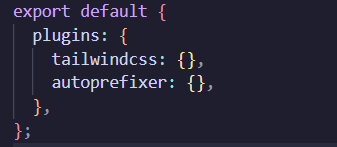 export default {
  plugins: {
    tailwindcss: {},
    autoprefixer: {},
  },
};